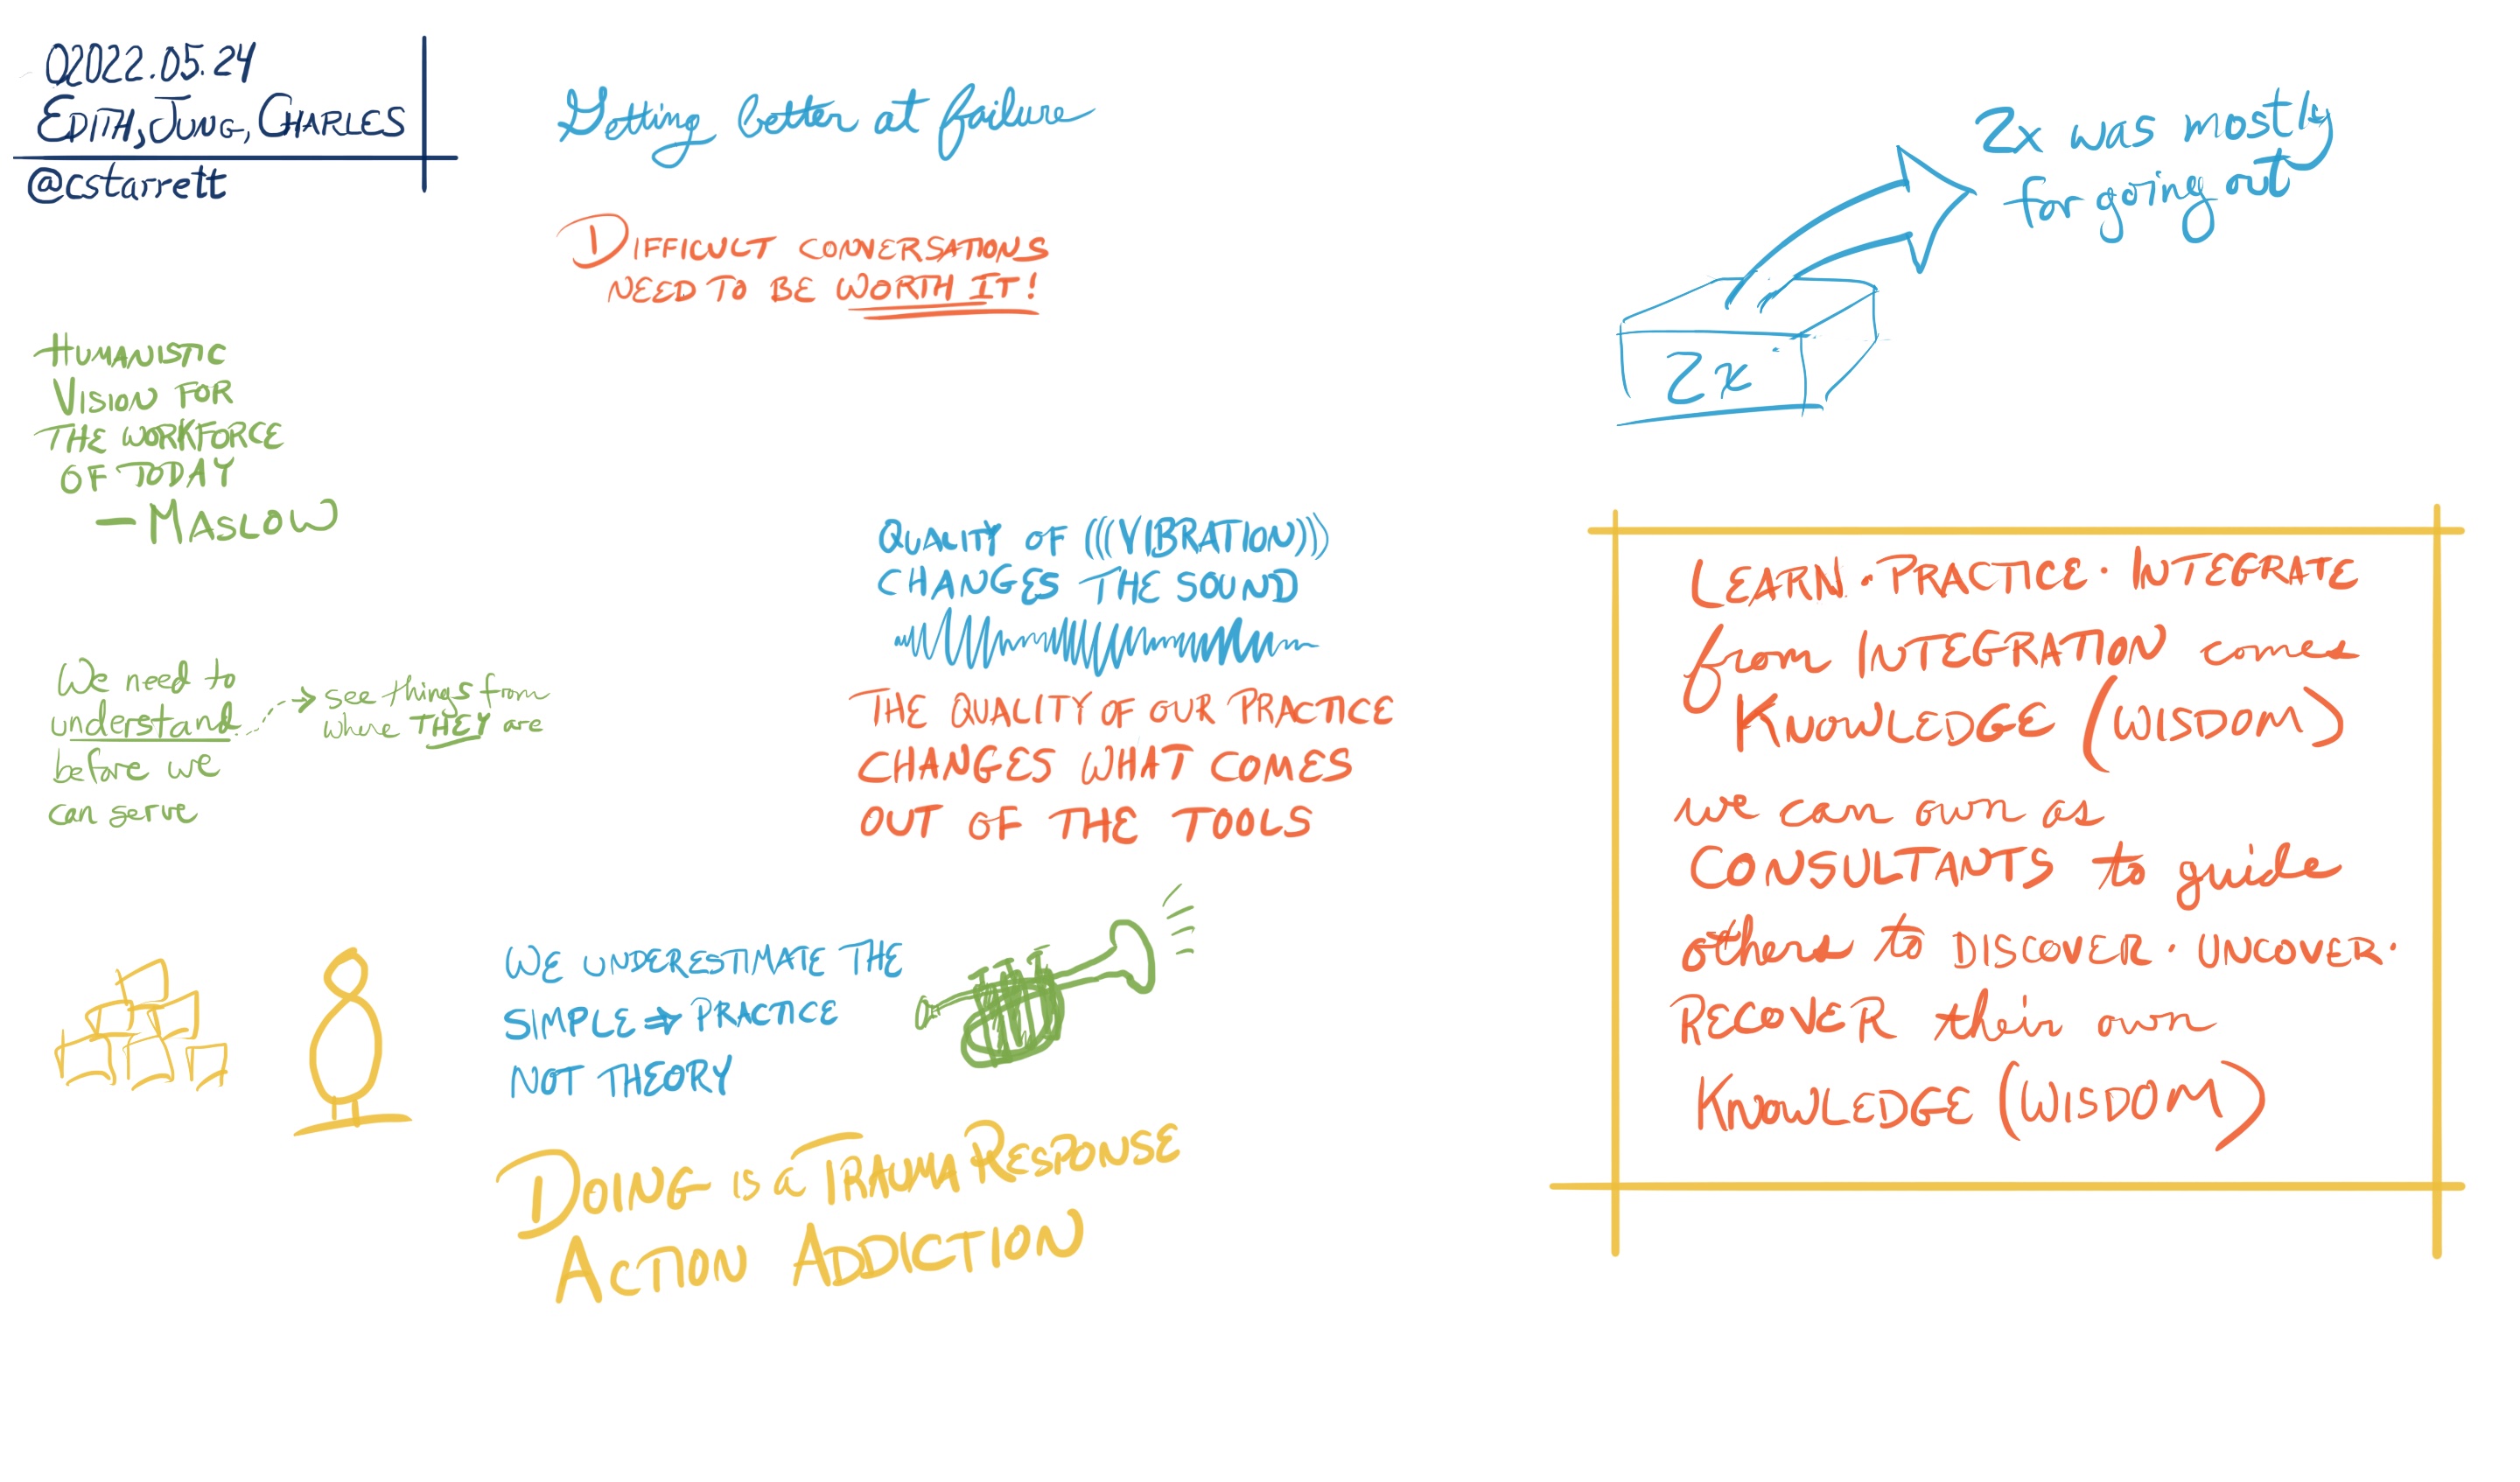 02022.05.24
EDITH, JUNG, CHARLES
@cstarrett
Getting better at failure
DIFFICULT CONVERSATIONS
NEED TO BE WORTH IT!
2x was mostly
for going out
2x
HUMANISTIC
VISION FOR
THE WORKFORCE
OF TODAY
— MASLOW
We need to
understand
before we
can serve
see things from
where THEY are
QUALITY OF (((VIBRATION)))
CHANGES THE SOUND
THE QUALITY OF OUR PRACTICE
CHANGES WHAT COMES
OUT OF THE TOOLS
WE UNDERESTIMATE THE
SIMPLE ⇒ PRACTICE
NOT THEORY
DOING IS a TRAUMA RESPONSE
ACTION ADDICTION
LEARN · PRACTICE · INTEGRATE
from INTEGRATION comes
KNOWLEDGE (WISDOM)
we can own as
CONSULTANTS to guide
others to DISCOVER · UNCOVER ·
RECOVER their own
KNOWLEDGE (WISDOM)